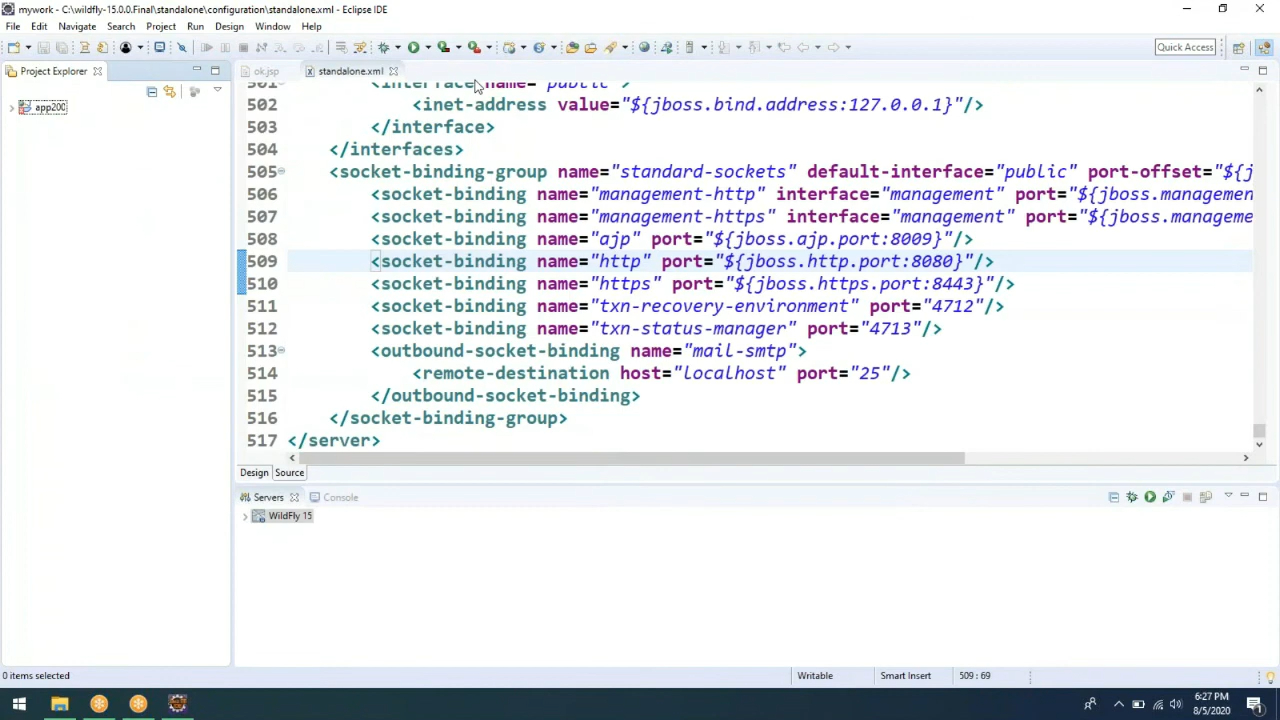 mywork - C:\wildfly-15.0.0.Final\standalone\configuration\standalone.xml - Eclipse IDE
File Edit Navigate Search Project Run Design Window Help
Quick Access
Project Explorer
ok.jsp
standalone.xml
app200
501 <interface name="public">
502 <inet-address value="${jboss.bind.address:127.0.0.1}"/>
503 </interface>
504 </interfaces>
505 <socket-binding-group name="standard-sockets" default-interface="public" port-offset="${j
506 <socket-binding name="management-http" interface="management" port="${jboss.management
507 <socket-binding name="management-https" interface="management" port="${jboss.manageme
508 <socket-binding name="ajp" port="${jboss.ajp.port:8009}"/>
509 <socket-binding name="http" port="${jboss.http.port:8080}"/>
510 <socket-binding name="https" port="${jboss.https.port:8443}"/>
511 <socket-binding name="txn-recovery-environment" port="4712"/>
512 <socket-binding name="txn-status-manager" port="4713"/>
513 <outbound-socket-binding name="mail-smtp">
514 <remote-destination host="localhost" port="25"/>
515 </outbound-socket-binding>
516 </socket-binding-group>
517 </server>
Design Source
Servers
Console
WildFly 15
0 items selected
Writable
Smart Insert
509 : 69
6:27 PM
8/5/2020
1